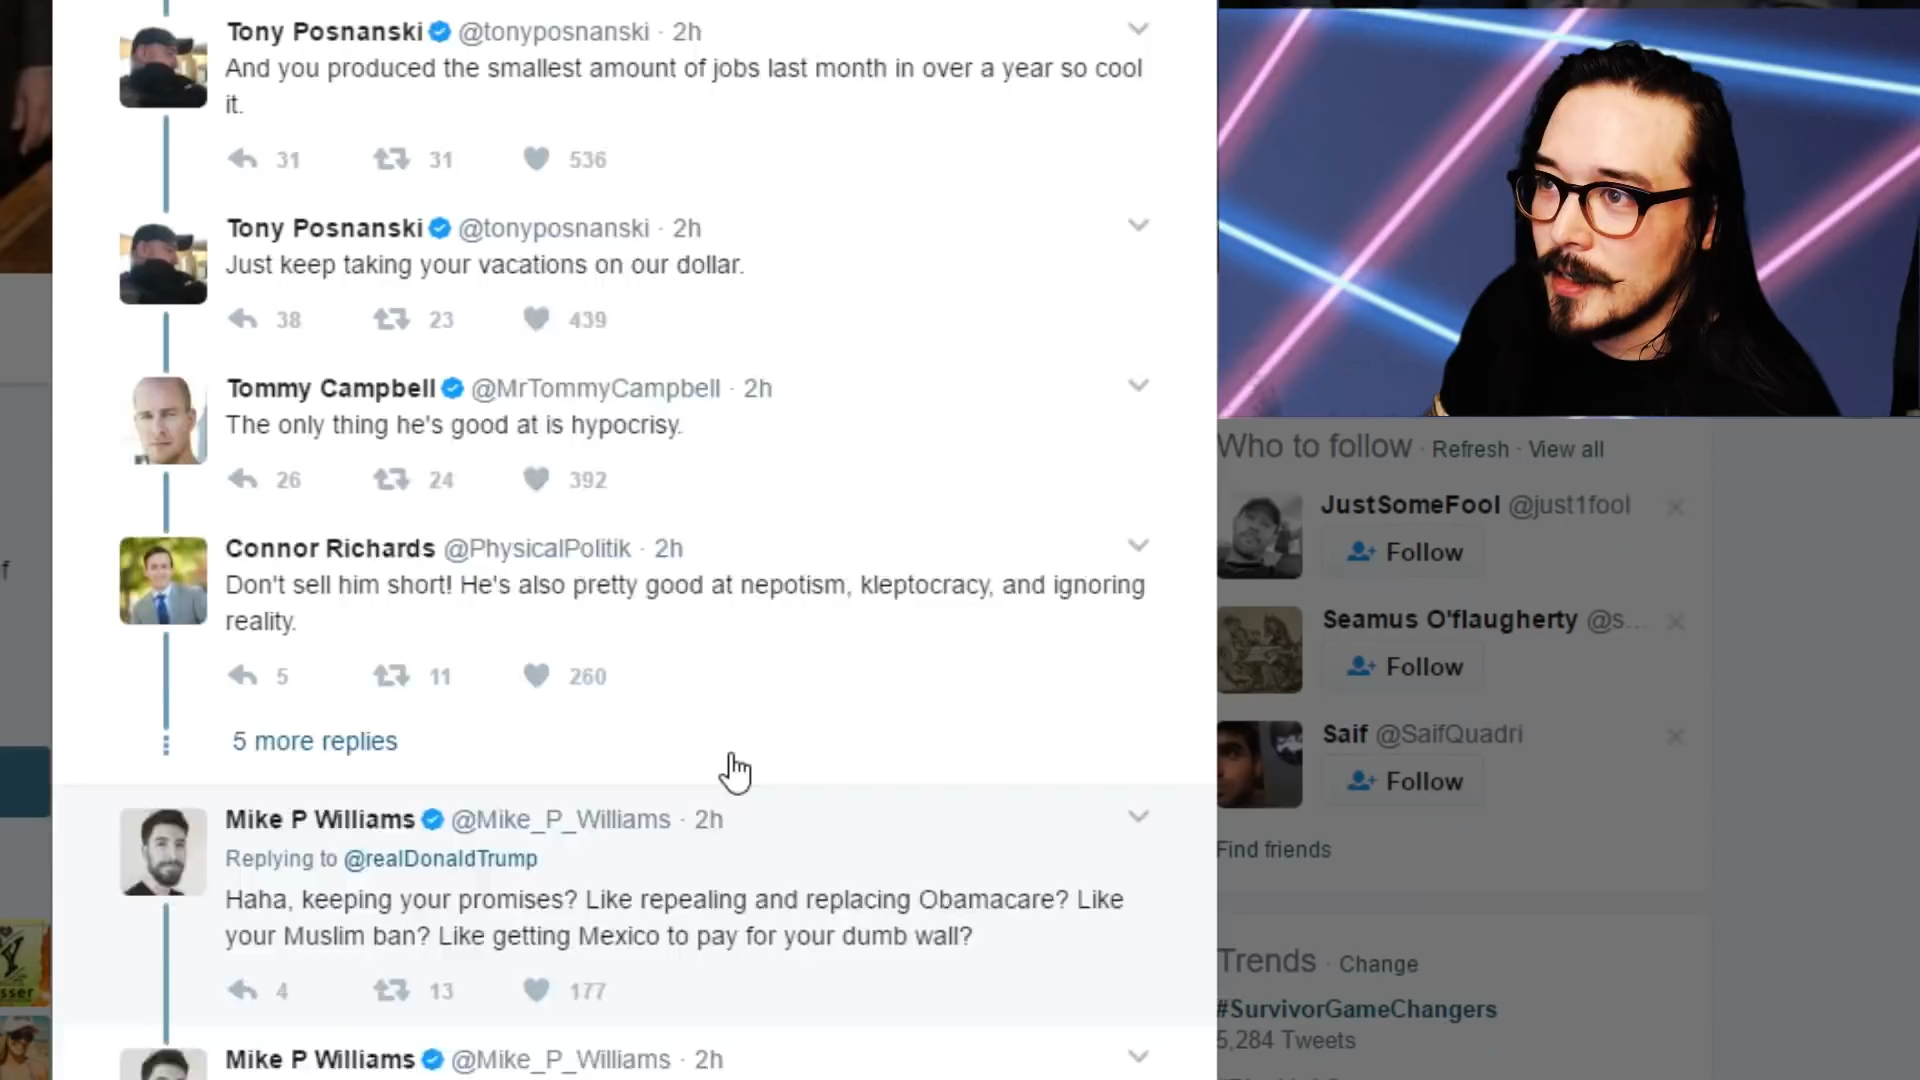 Tony Posnanski @tonyposnanski · 2h
And you produced the smallest amount of jobs last month in over a year so cool
it.
31 31 536
Tony Posnanski @tonyposnanski · 2h
Just keep taking your vacations on our dollar.
38 23 439
Tommy Campbell @MrTommyCampbell · 2h
The only thing he's good at is hypocrisy.
26 24 392
Connor Richards @PhysicalPolitik · 2h
Don't sell him short! He's also pretty good at nepotism, kleptocracy, and ignoring
reality.
5 11 260
5 more replies
Mike P Williams @Mike_P_Williams · 2h
Replying to @realDonaldTrump
Haha, keeping your promises? Like repealing and replacing Obamacare? Like
your Muslim ban? Like getting Mexico to pay for your dumb wall?
4 13 177
Mike P Williams @Mike_P_Williams · 2h
Who to follow · Refresh · View all
JustSomeFool @just1fool
Follow
Seamus O'flaugherty @s...
Follow
Saif @SaifQuadri
Follow
Find friends
Trends · Change
#SurvivorGameChangers
5,284 Tweets
f
sser